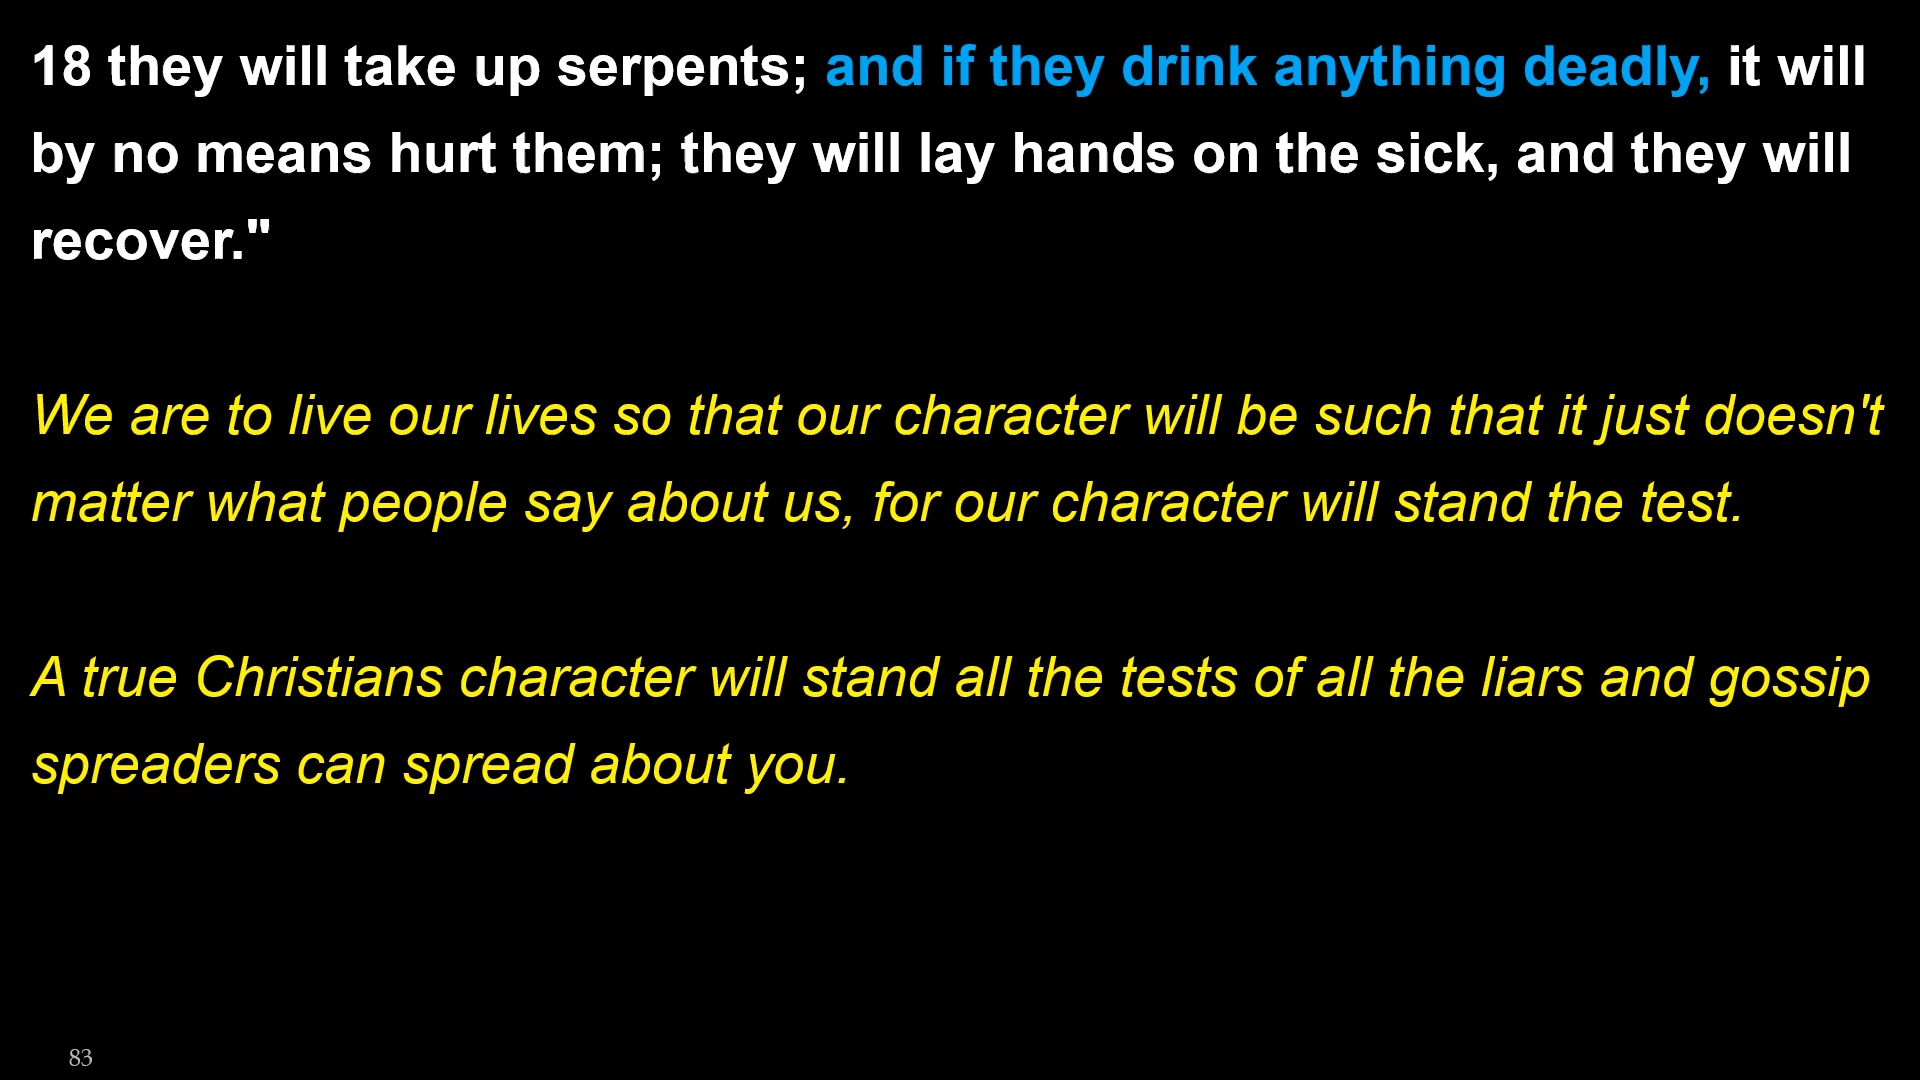 18 they will take up serpents; and if they drink anything deadly, it will
by no means hurt them; they will lay hands on the sick, and they will
recover."
We are to live our lives so that our character will be such that it just doesn't
matter what people say about us, for our character will stand the test.
A true Christians character will stand all the tests of all the liars and gossip
spreaders can spread about you.
83